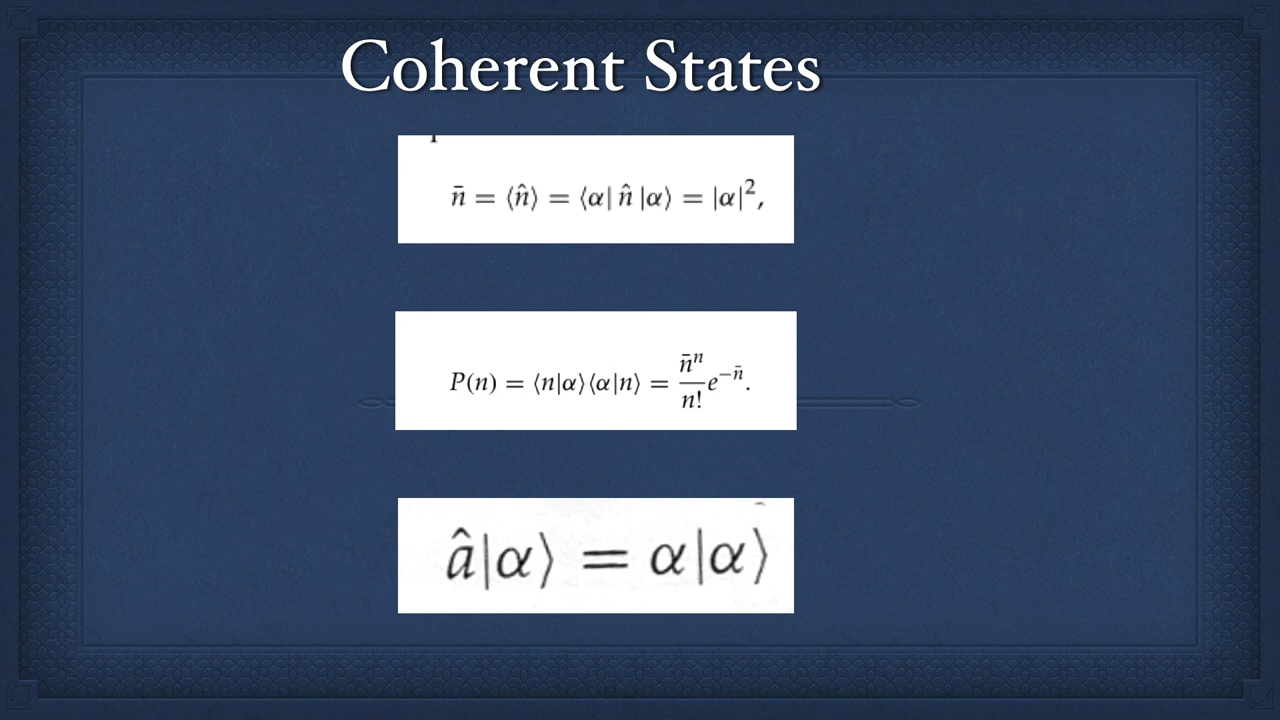 Coherent States
n̄ = ⟨n̂⟩ = ⟨α| n̂ |α⟩ = |α|²,
P(n) = ⟨n|α⟩⟨α|n⟩ = n̄ⁿ/n! e^{−n̄}.
â|α⟩ = α|α⟩